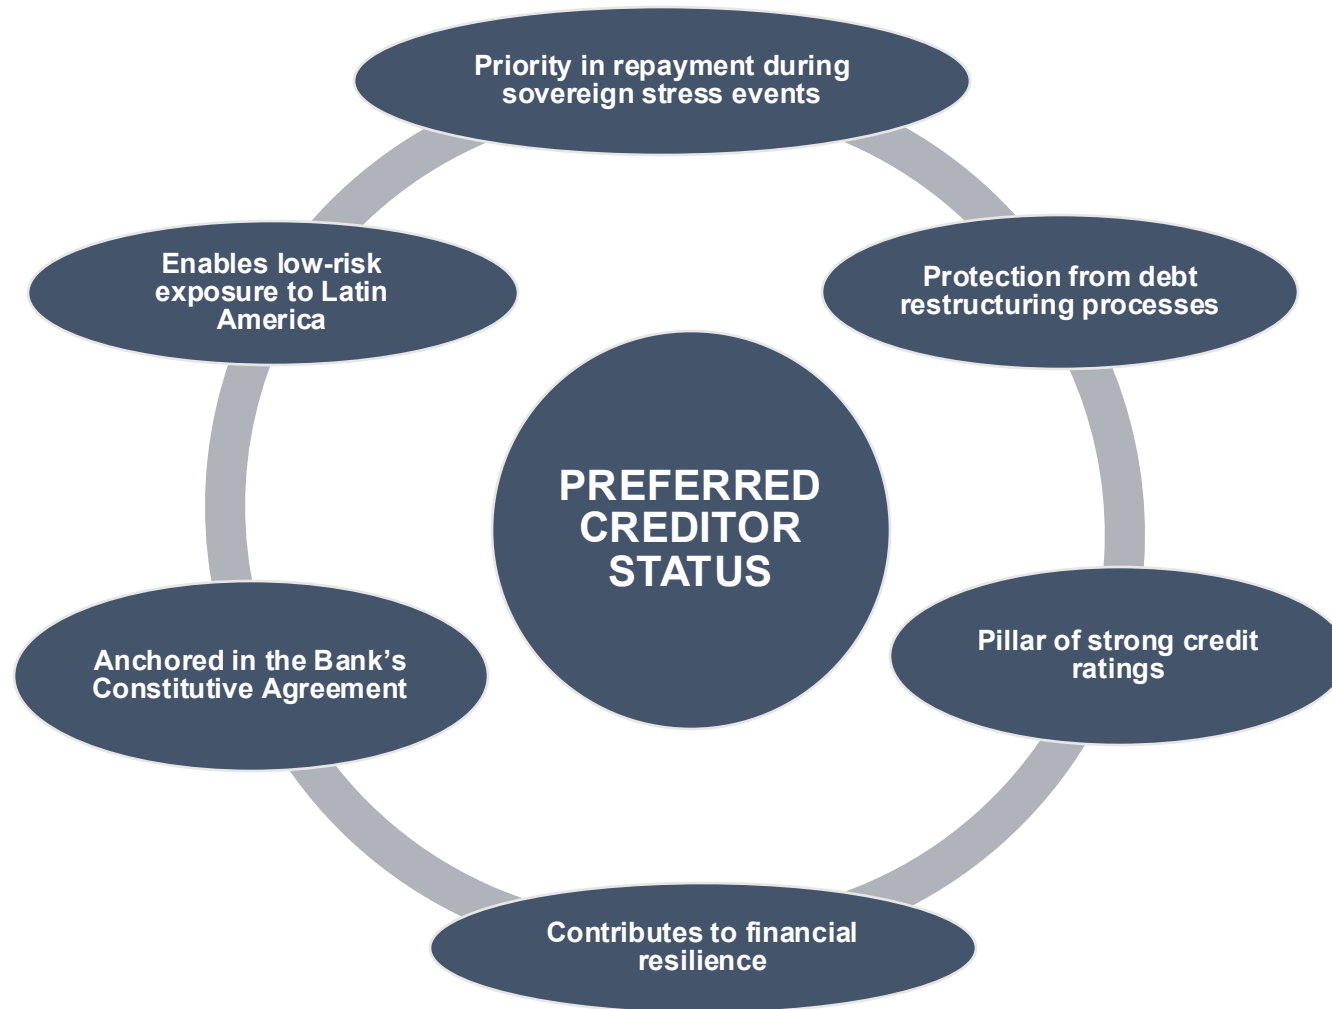 Priority in repayment during
sovereign stress events
Protection from debt
restructuring processes
Pillar of strong credit
ratings
Contributes to financial
resilience
Anchored in the Bank’s
Constitutive Agreement
Enables low-risk
exposure to Latin
America
PREFERRED
CREDITOR
STATUS